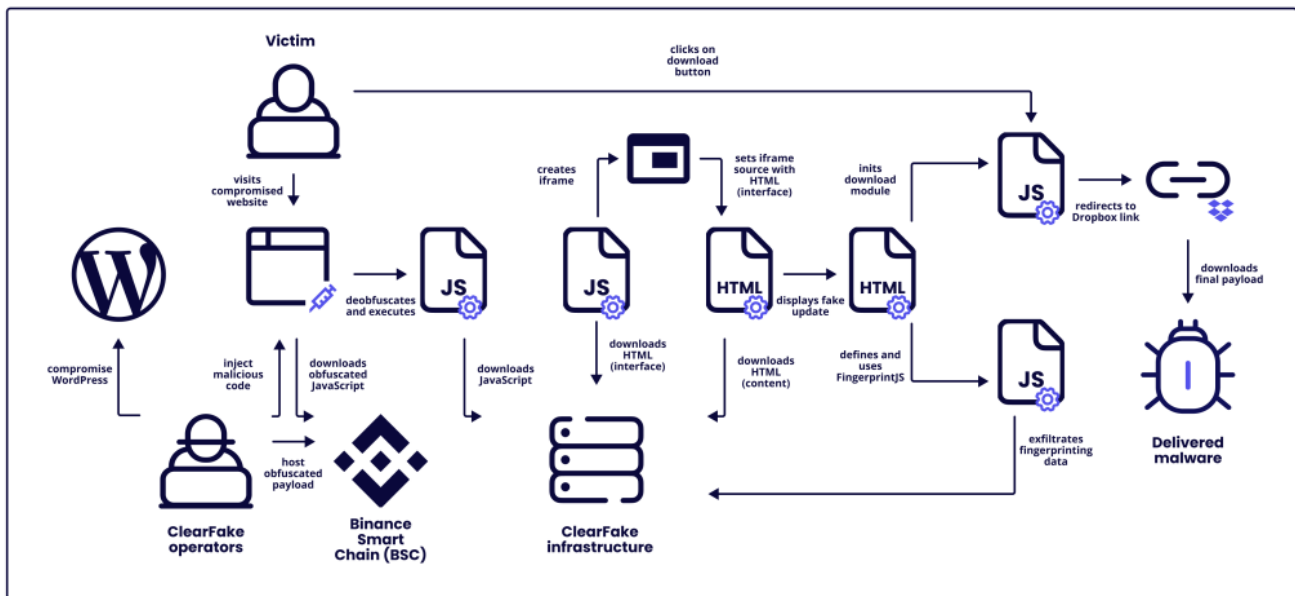 Victim
clicks on
download
button
visits
compromised
website
creates
iframe
sets iframe
source with
HTML
(interface)
inits
download
module
JS
redirects to
Dropbox link
W
deobfuscates
and executes
JS
JS
HTML
displays fake
update
HTML
downloads
final payload
compromise
WordPress
inject
malicious
code
downloads
obfuscated
JavaScript
downloads
JavaScript
downloads
HTML
(interface)
downloads
HTML
(content)
defines and
uses
FingerprintJS
JS
host
obfuscated
payload
exfiltrates
fingerprinting
data
Delivered
malware
ClearFake
operators
Binance
Smart
Chain (BSC)
ClearFake
infrastructure